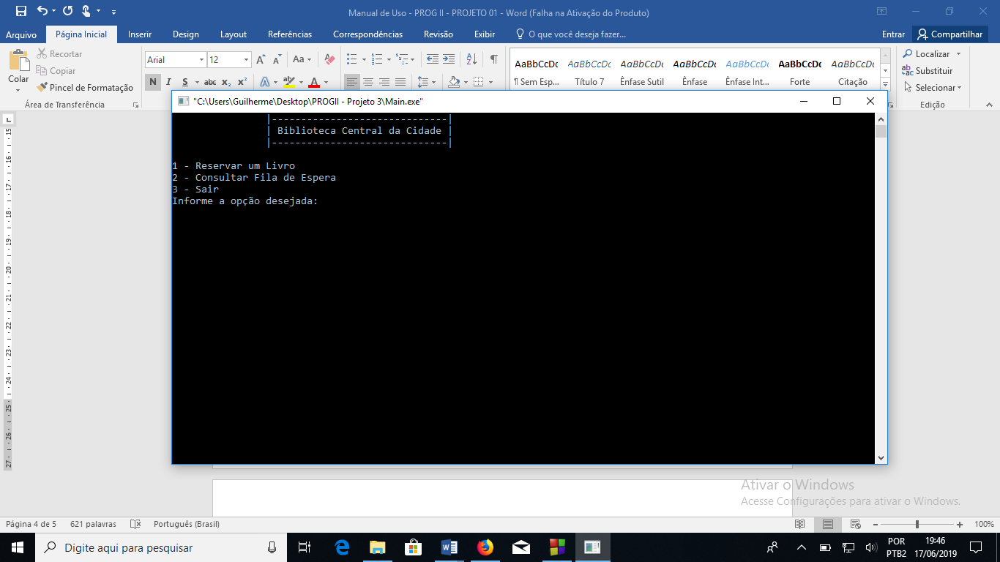 Manual de Uso - PROG II - PROJETO 01 - Word (Falha na Ativação do Produto)
Arquivo Página Inicial Inserir Design Layout Referências Correspondências Revisão Exibir O que você deseja fazer... Entrar Compartilhar
Colar
Recortar
Copiar
Pincel de Formatação
Área de Transferência
Arial 12
N I S abc x₂ x² A A
Aa
AaBbCcDc AaBbCcDc AaBbCcDc AaBbCcDc AaBbCcDc AaBbCcDc AaBbCcDc
¶ Sem Esp... Título 7 Ênfase Sutil Ênfase Ênfase Int... Forte Citação
Localizar
Substituir
Selecionar
Edição
"C:\Users\Guilherme\Desktop\PROGII - Projeto 3\Main.exe"
|------------------------------|
| Biblioteca Central da Cidade |
|------------------------------|
1 - Reservar um Livro
2 - Consultar Fila de Espera
3 - Sair
Informe a opção desejada:
15
16
17
18
19
20
21
22
23
24
25
26
27
Ativar o Windows
Acesse Configurações para ativar o Windows.
Página 4 de 5 621 palavras Português (Brasil) 100%
Digite aqui para pesquisar
POR
PTB2
19:46
17/06/2019